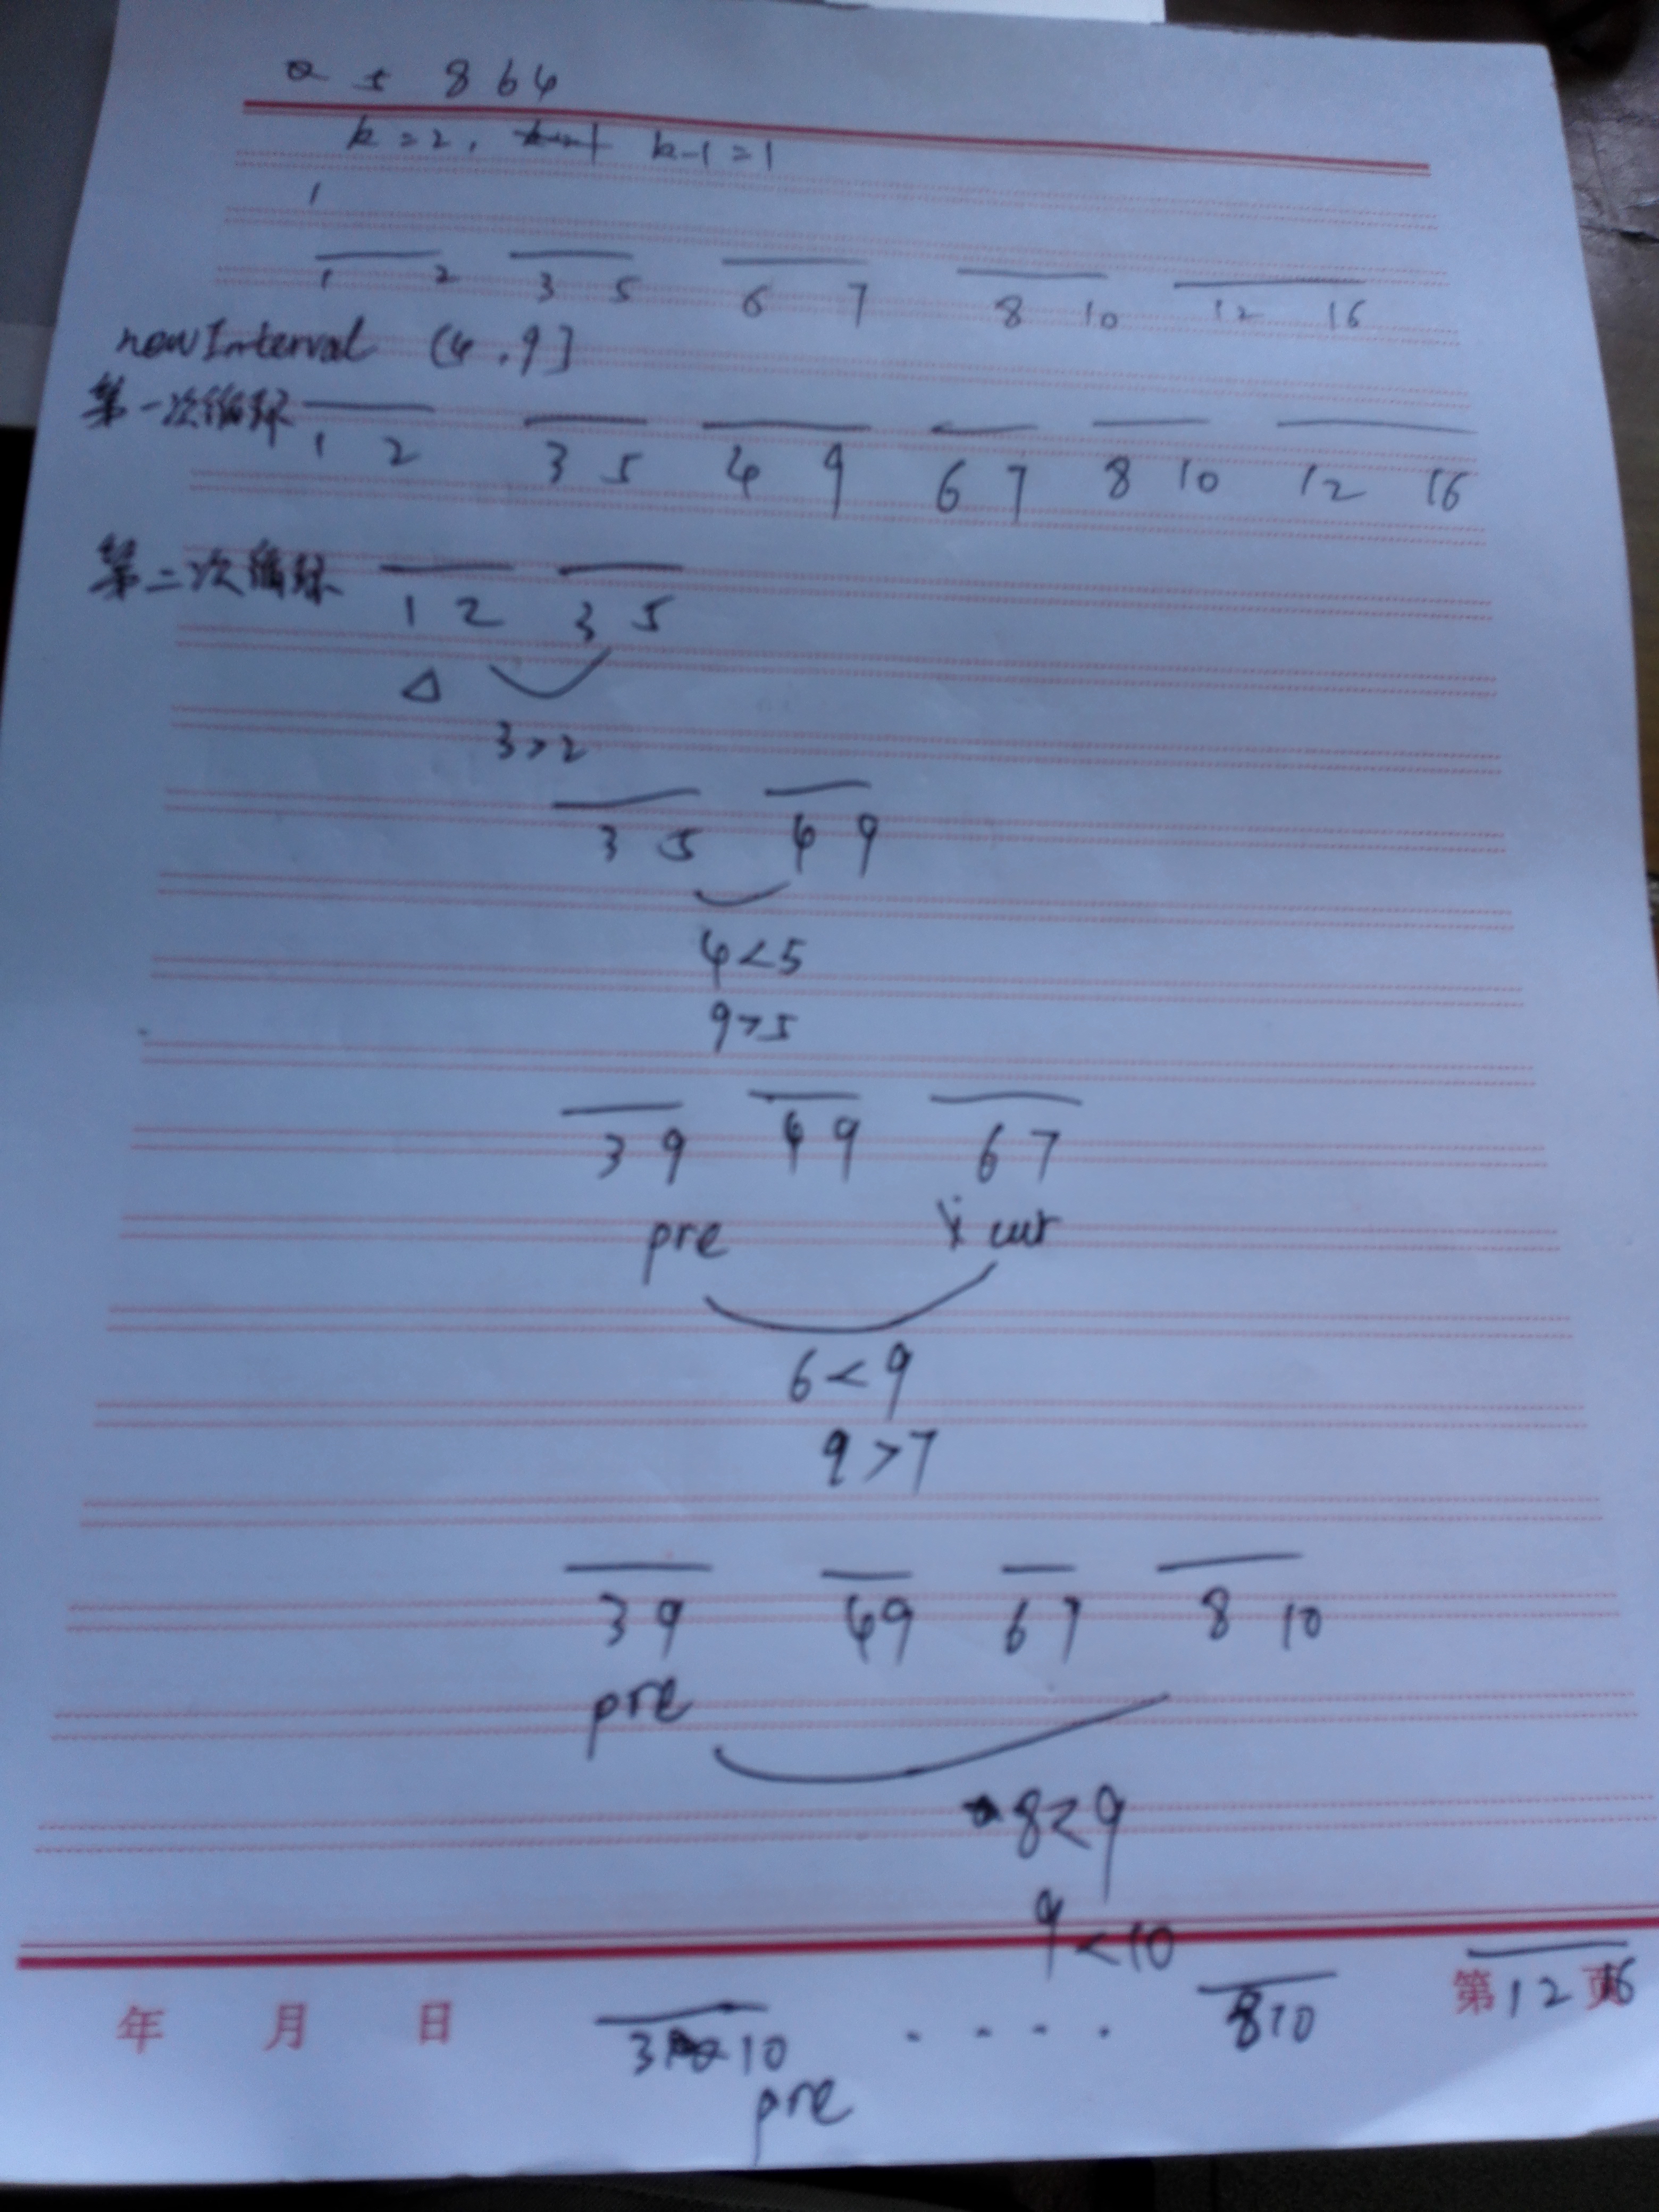 a = 864
k=2, k-1=1
1
1 2 3 5 6 7 8 10 12 16
newInterval (4,9]
第一次循环 1 2 3 5 4 9 6 7 8 10 12 16
第二次循环 1 2 3 5
△
3>2
3 5 4 9
4<5
9>5
3 9 4 9 6 7
pre i cur
6<9
9>7
3 9 4 9 6 7 8 10
pre
8<9
9<10
年 月 日 3 10 .... 8 10 第 12 16 页
pre